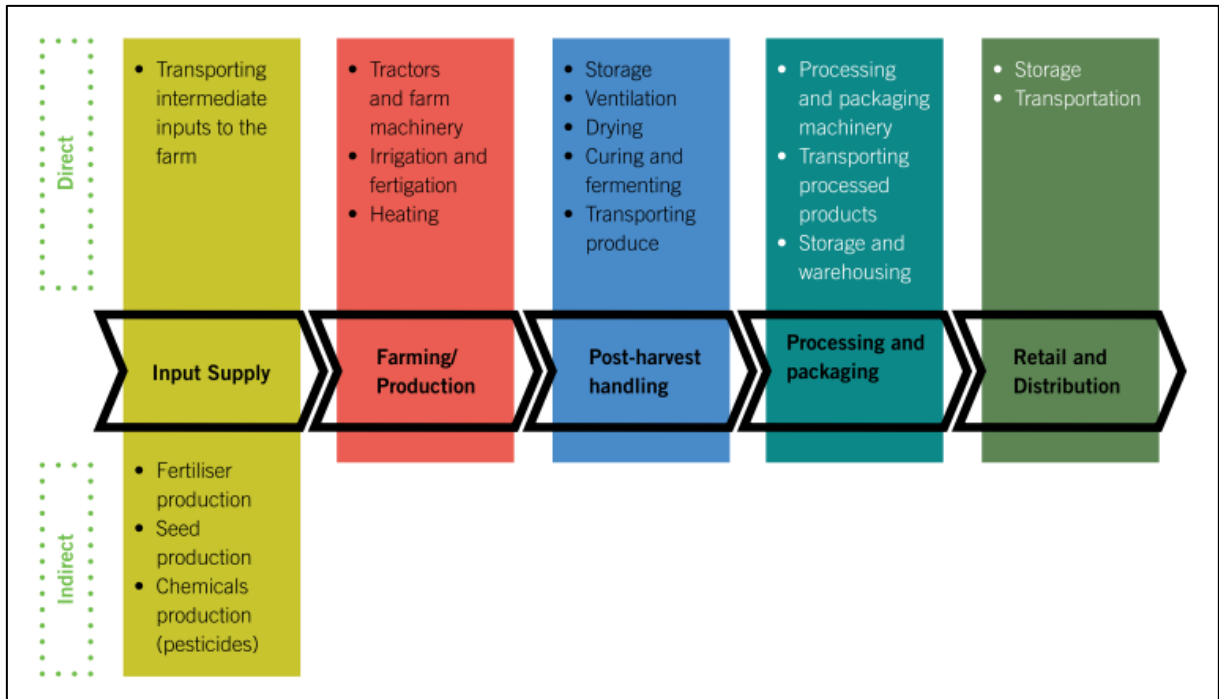 Direct
• Transporting
intermediate
inputs to the
farm
• Tractors
and farm
machinery
• Irrigation and
fertigation
• Heating
• Storage
• Ventilation
• Drying
• Curing and
fermenting
• Transporting
produce
• Processing
and packaging
machinery
• Transporting
processed
products
• Storage and
warehousing
• Storage
• Transportation
Input Supply
Farming/
Production
Post-harvest
handling
Processing and
packaging
Retail and
Distribution
Indirect
• Fertiliser
production
• Seed
production
• Chemicals
production
(pesticides)